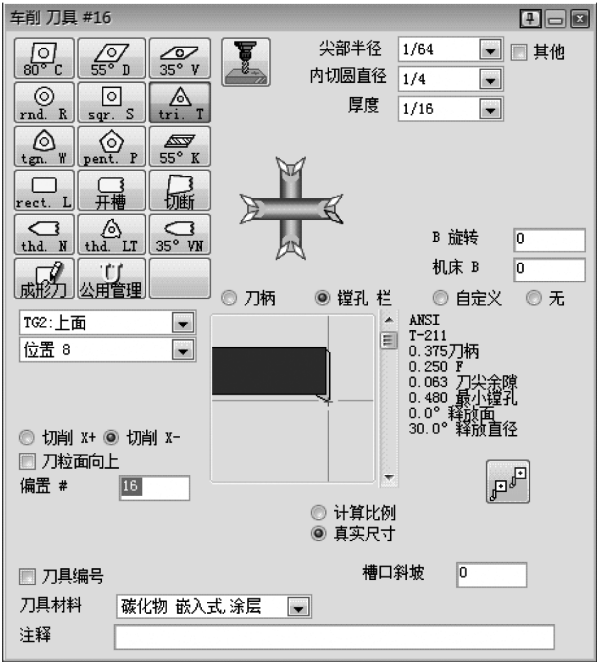 车削 刀具 #16
80° C 55° D 35° V
尖部半径 1/64 其他
内切圆直径 1/4
厚度 1/16
rnd. R sqr. S tri. T
tgn. W pent. P 55° K
rect. L 开槽 切断
thd. N thd. LT 35° VN
成形刀 公用管理
B 旋转 0
机床 B 0
刀柄 镗孔 栏 自定义 无
TG2:上面
位置 8
ANSI
T-211
0.375刀柄
0.250 F
0.063 刀尖余隙
0.480 最小镗孔
0.0° 释放面
30.0° 释放直径
切削 X+ 切削 X-
刀粒面向上
偏置 # 16
计算比例
真实尺寸
刀具编号
槽口斜坡 0
刀具材料 碳化物 嵌入式,涂层
注释